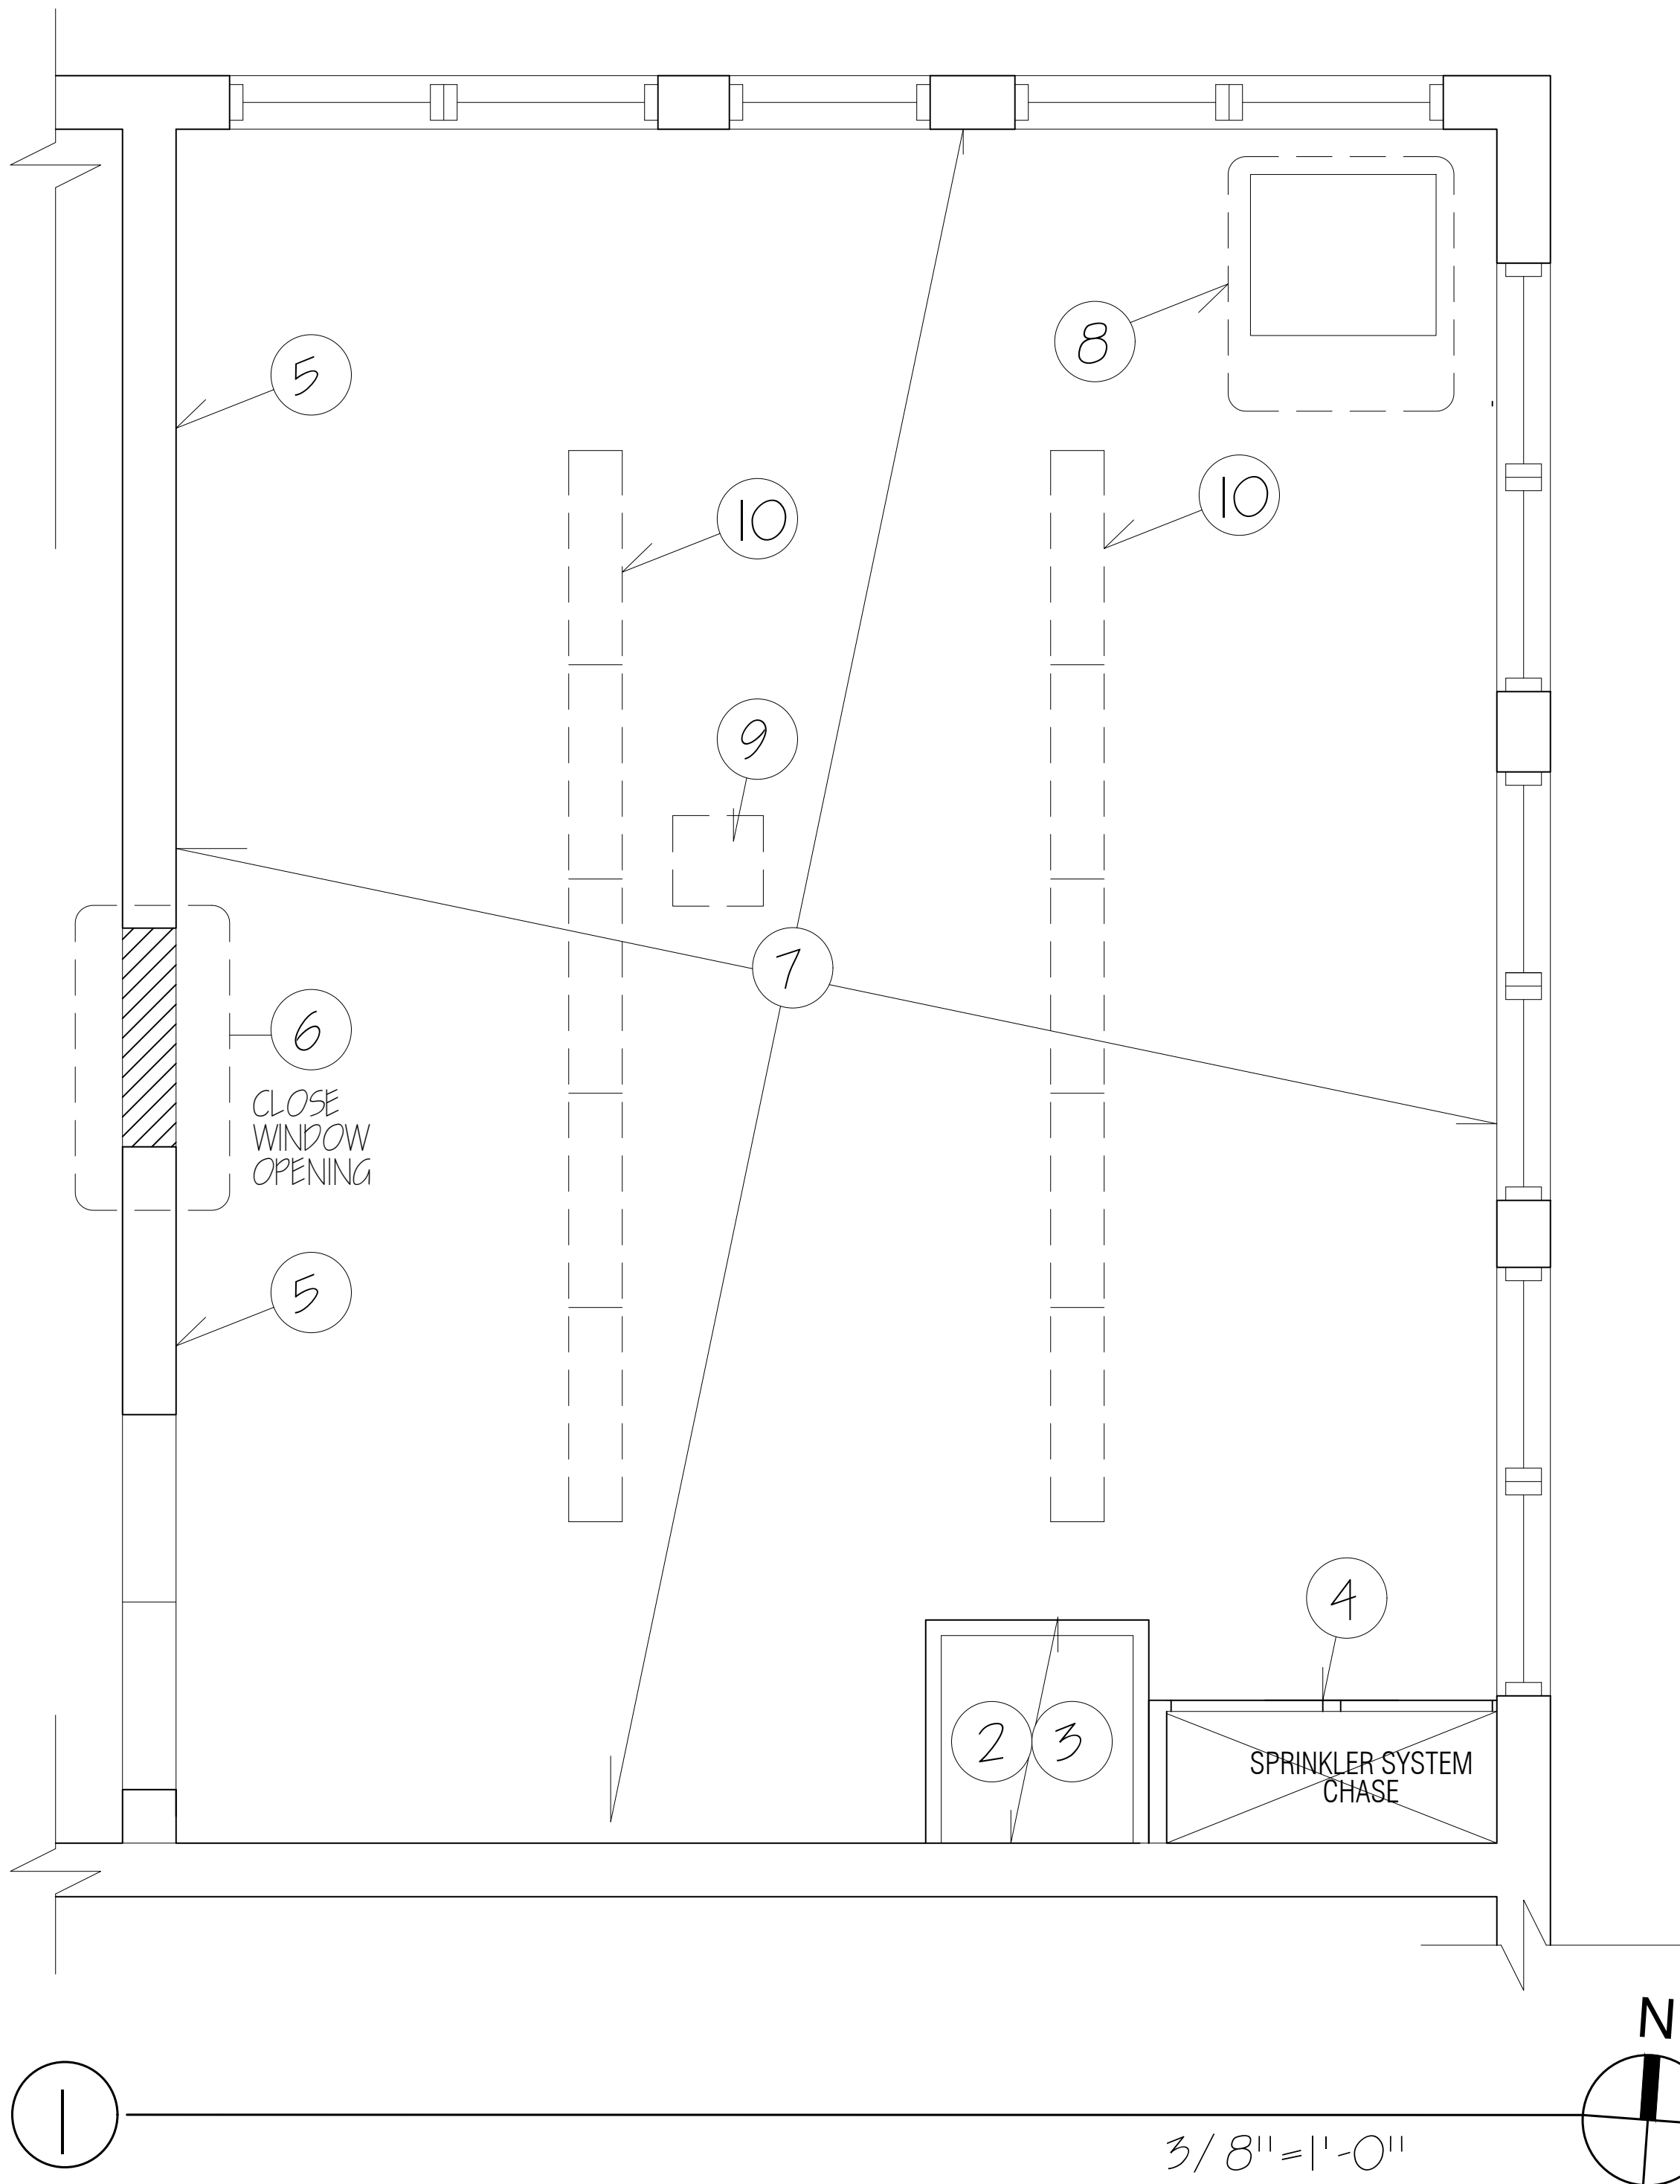 8
5
10
10
9
7
6
CLOSE
WINDOW
OPENING
5
4
2 3
SPRINKLER SYSTEM
CHASE
N
1
3/8"=1'-0"